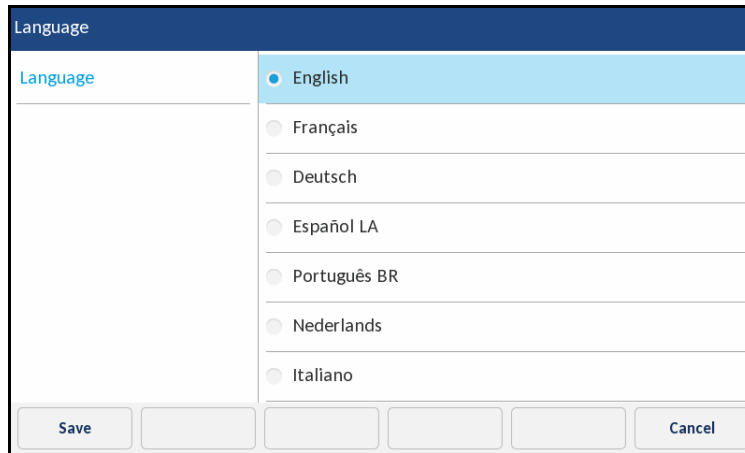 Language
Language
English
Français
Deutsch
Español LA
Português BR
Nederlands
Italiano
Save
Cancel